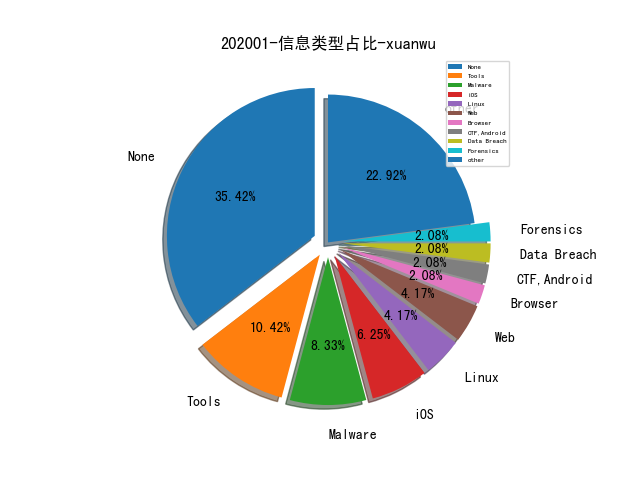 202001-信息类型占比-xuanwu
None
Tools
Malware
iOS
Linux
Web
Browser
CTF,Android
Data Breach
Forensics
other
other
None
35.42%
22.92%
Forensics
2.08%
Data Breach
2.08%
CTF,Android
2.08%
Browser
2.08%
Web
4.17%
Linux
4.17%
iOS
6.25%
Malware
8.33%
Tools
10.42%